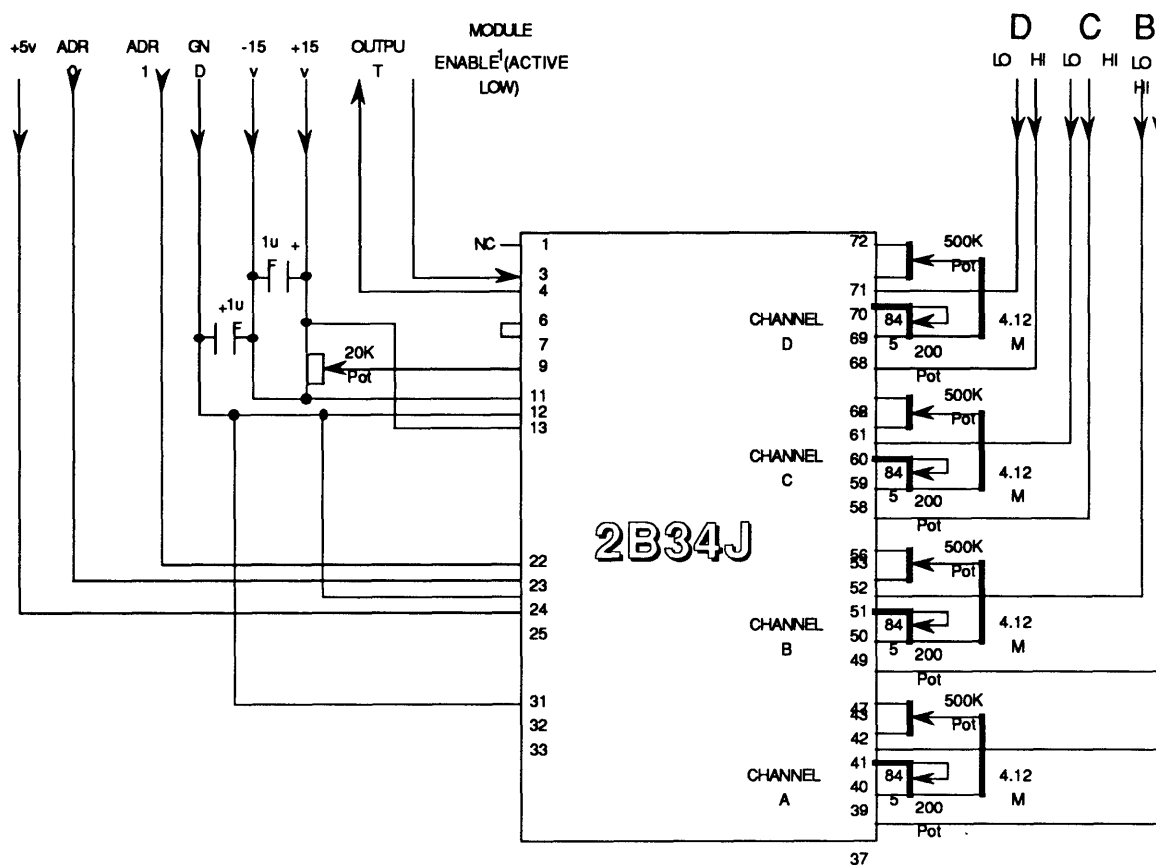 MODULE
ENABLE1 (ACTIVE
LOW)
+5v
ADR
0
ADR
1
GN
D
-15
v
+15
v
OUTPU
T
D
C
B
LO
HI
LO
HI
LO
HI
1u
F
+
+1u
F
20K
Pot
NC
1
3
4
6
7
9
11
12
13
22
23
24
25
31
32
33
2B34J
CHANNEL
D
72
71
70
69
68
500K
Pot
84
5
200
Pot
4.12
M
CHANNEL
C
61
60
59
58
500K
Pot
84
5
200
Pot
4.12
M
CHANNEL
B
53
52
51
50
49
500K
Pot
84
5
200
Pot
4.12
M
CHANNEL
A
43
42
41
40
39
500K
Pot
84
5
200
Pot
4.12
M
37